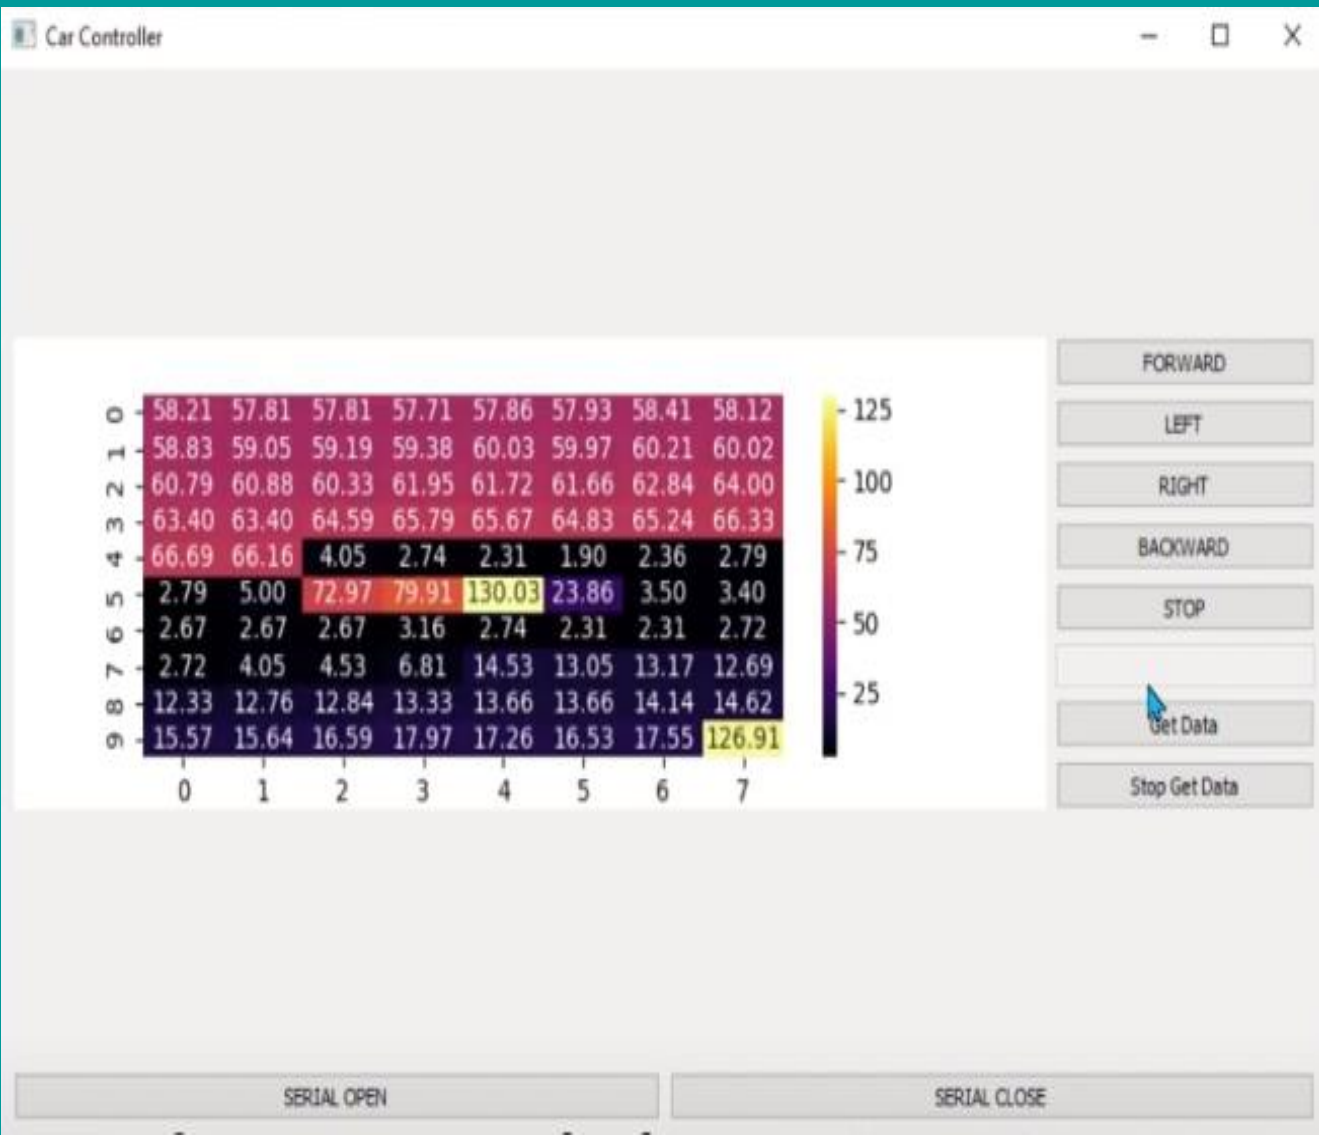 Car Controller
0 58.21 57.81 57.81 57.71 57.86 57.93 58.41 58.12
1 58.83 59.05 59.19 59.38 60.03 59.97 60.21 60.02
2 60.79 60.88 60.33 61.95 61.72 61.66 62.84 64.00
3 63.40 63.40 64.59 65.79 65.67 64.83 65.24 66.33
4 66.69 66.16 4.05 2.74 2.31 1.90 2.36 2.79
5 2.79 5.00 72.97 79.91 130.03 23.86 3.50 3.40
6 2.67 2.67 2.67 3.16 2.74 2.31 2.31 2.72
7 2.72 4.05 4.53 6.81 14.53 13.05 13.17 12.69
8 12.33 12.76 12.84 13.33 13.66 13.66 14.14 14.62
9 15.57 15.64 16.59 17.97 17.26 16.53 17.55 126.91
0 1 2 3 4 5 6 7
125
100
75
50
25
FORWARD
LEFT
RIGHT
BACKWARD
STOP
Get Data
Stop Get Data
SERIAL OPEN
SERIAL CLOSE